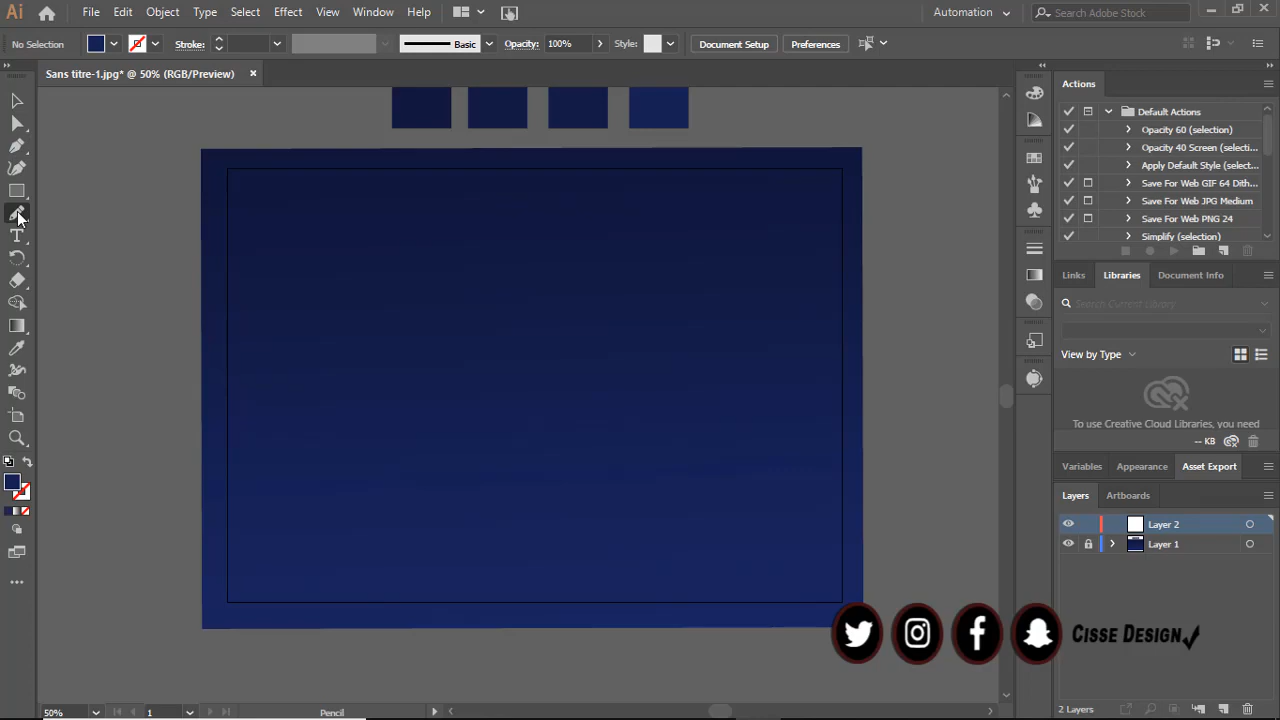 Ai File Edit Object Type Select Effect View Window Help Automation Search Adobe Stock
No Selection Stroke: Basic Opacity: 100% Style: Document Setup Preferences
Sans titre-1.jpg* @ 50% (RGB/Preview)
Actions
Default Actions
Opacity 60 (selection)
Opacity 40 Screen (selecti...
Apply Default Style (select...
Save For Web GIF 64 Dith...
Save For Web JPG Medium
Save For Web PNG 24
Simplify (selection)
Links Libraries Document Info
Search Current Library
View by Type
To use Creative Cloud Libraries, you need
-- KB
Variables Appearance Asset Export
Layers Artboards
Layer 2
Layer 1
CISSE DESIGN
50% 1 Pencil 2 Layers